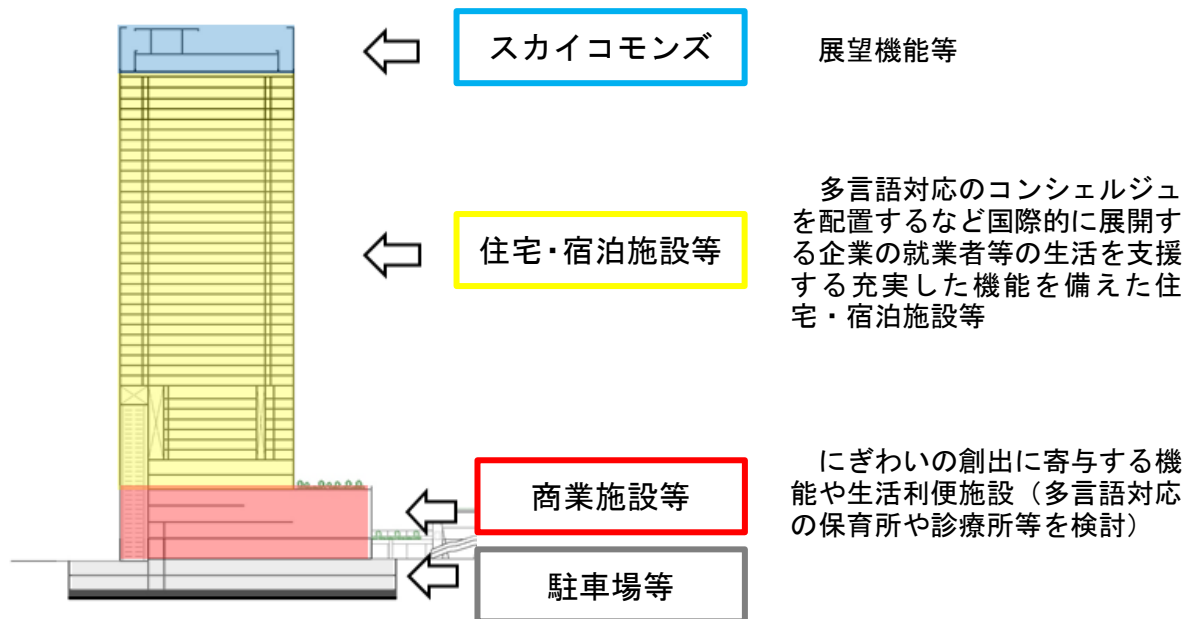 スカイコモンズ
展望機能等
住宅・宿泊施設等
多言語対応のコンシェルジュ
を配置するなど国際的に展開す
る企業の就業者等の生活を支援
する充実した機能を備えた住
宅・宿泊施設等
商業施設等
にぎわいの創出に寄与する機
能や生活利便施設（多言語対応
の保育所や診療所等を検討）
駐車場等